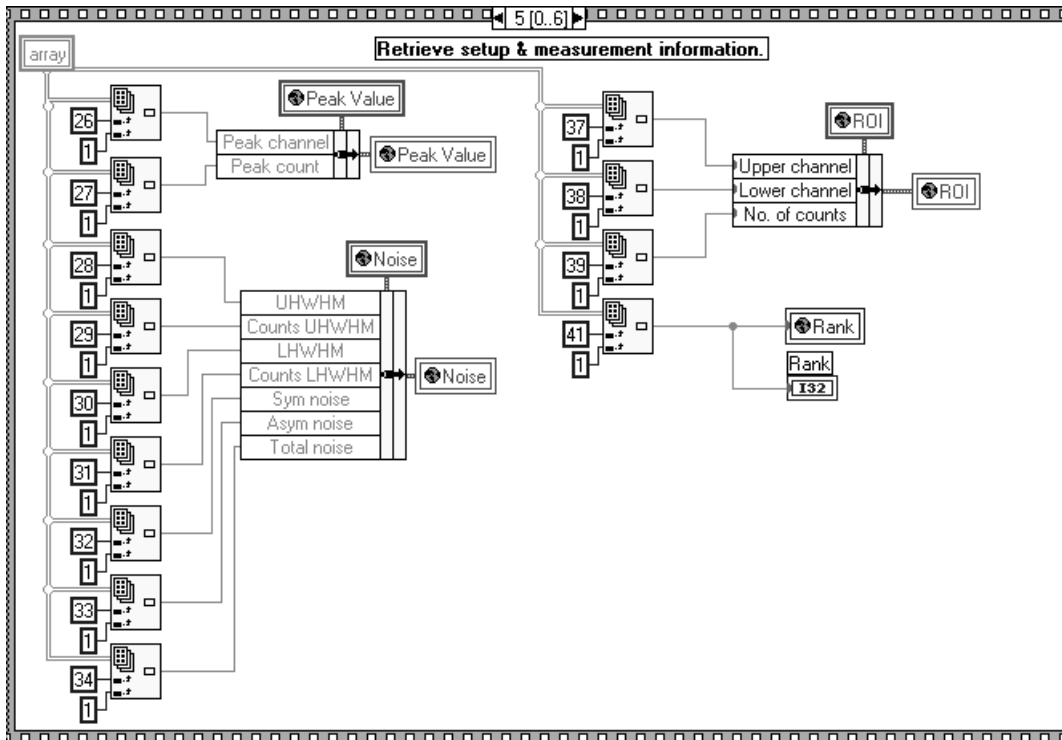 5 [0..6]
Retrieve setup & measurement information.
array
26
1
27
1
28
1
29
1
30
1
31
1
32
1
33
1
34
1
Peak Value
Peak channel
Peak count
Peak Value
Noise
UHWHM
Counts UHWHM
LHWHM
Counts LHWHM
Sym noise
Asym noise
Total noise
Noise
37
1
38
1
39
1
41
1
ROI
Upper channel
Lower channel
No. of counts
ROI
Rank
Rank
I32